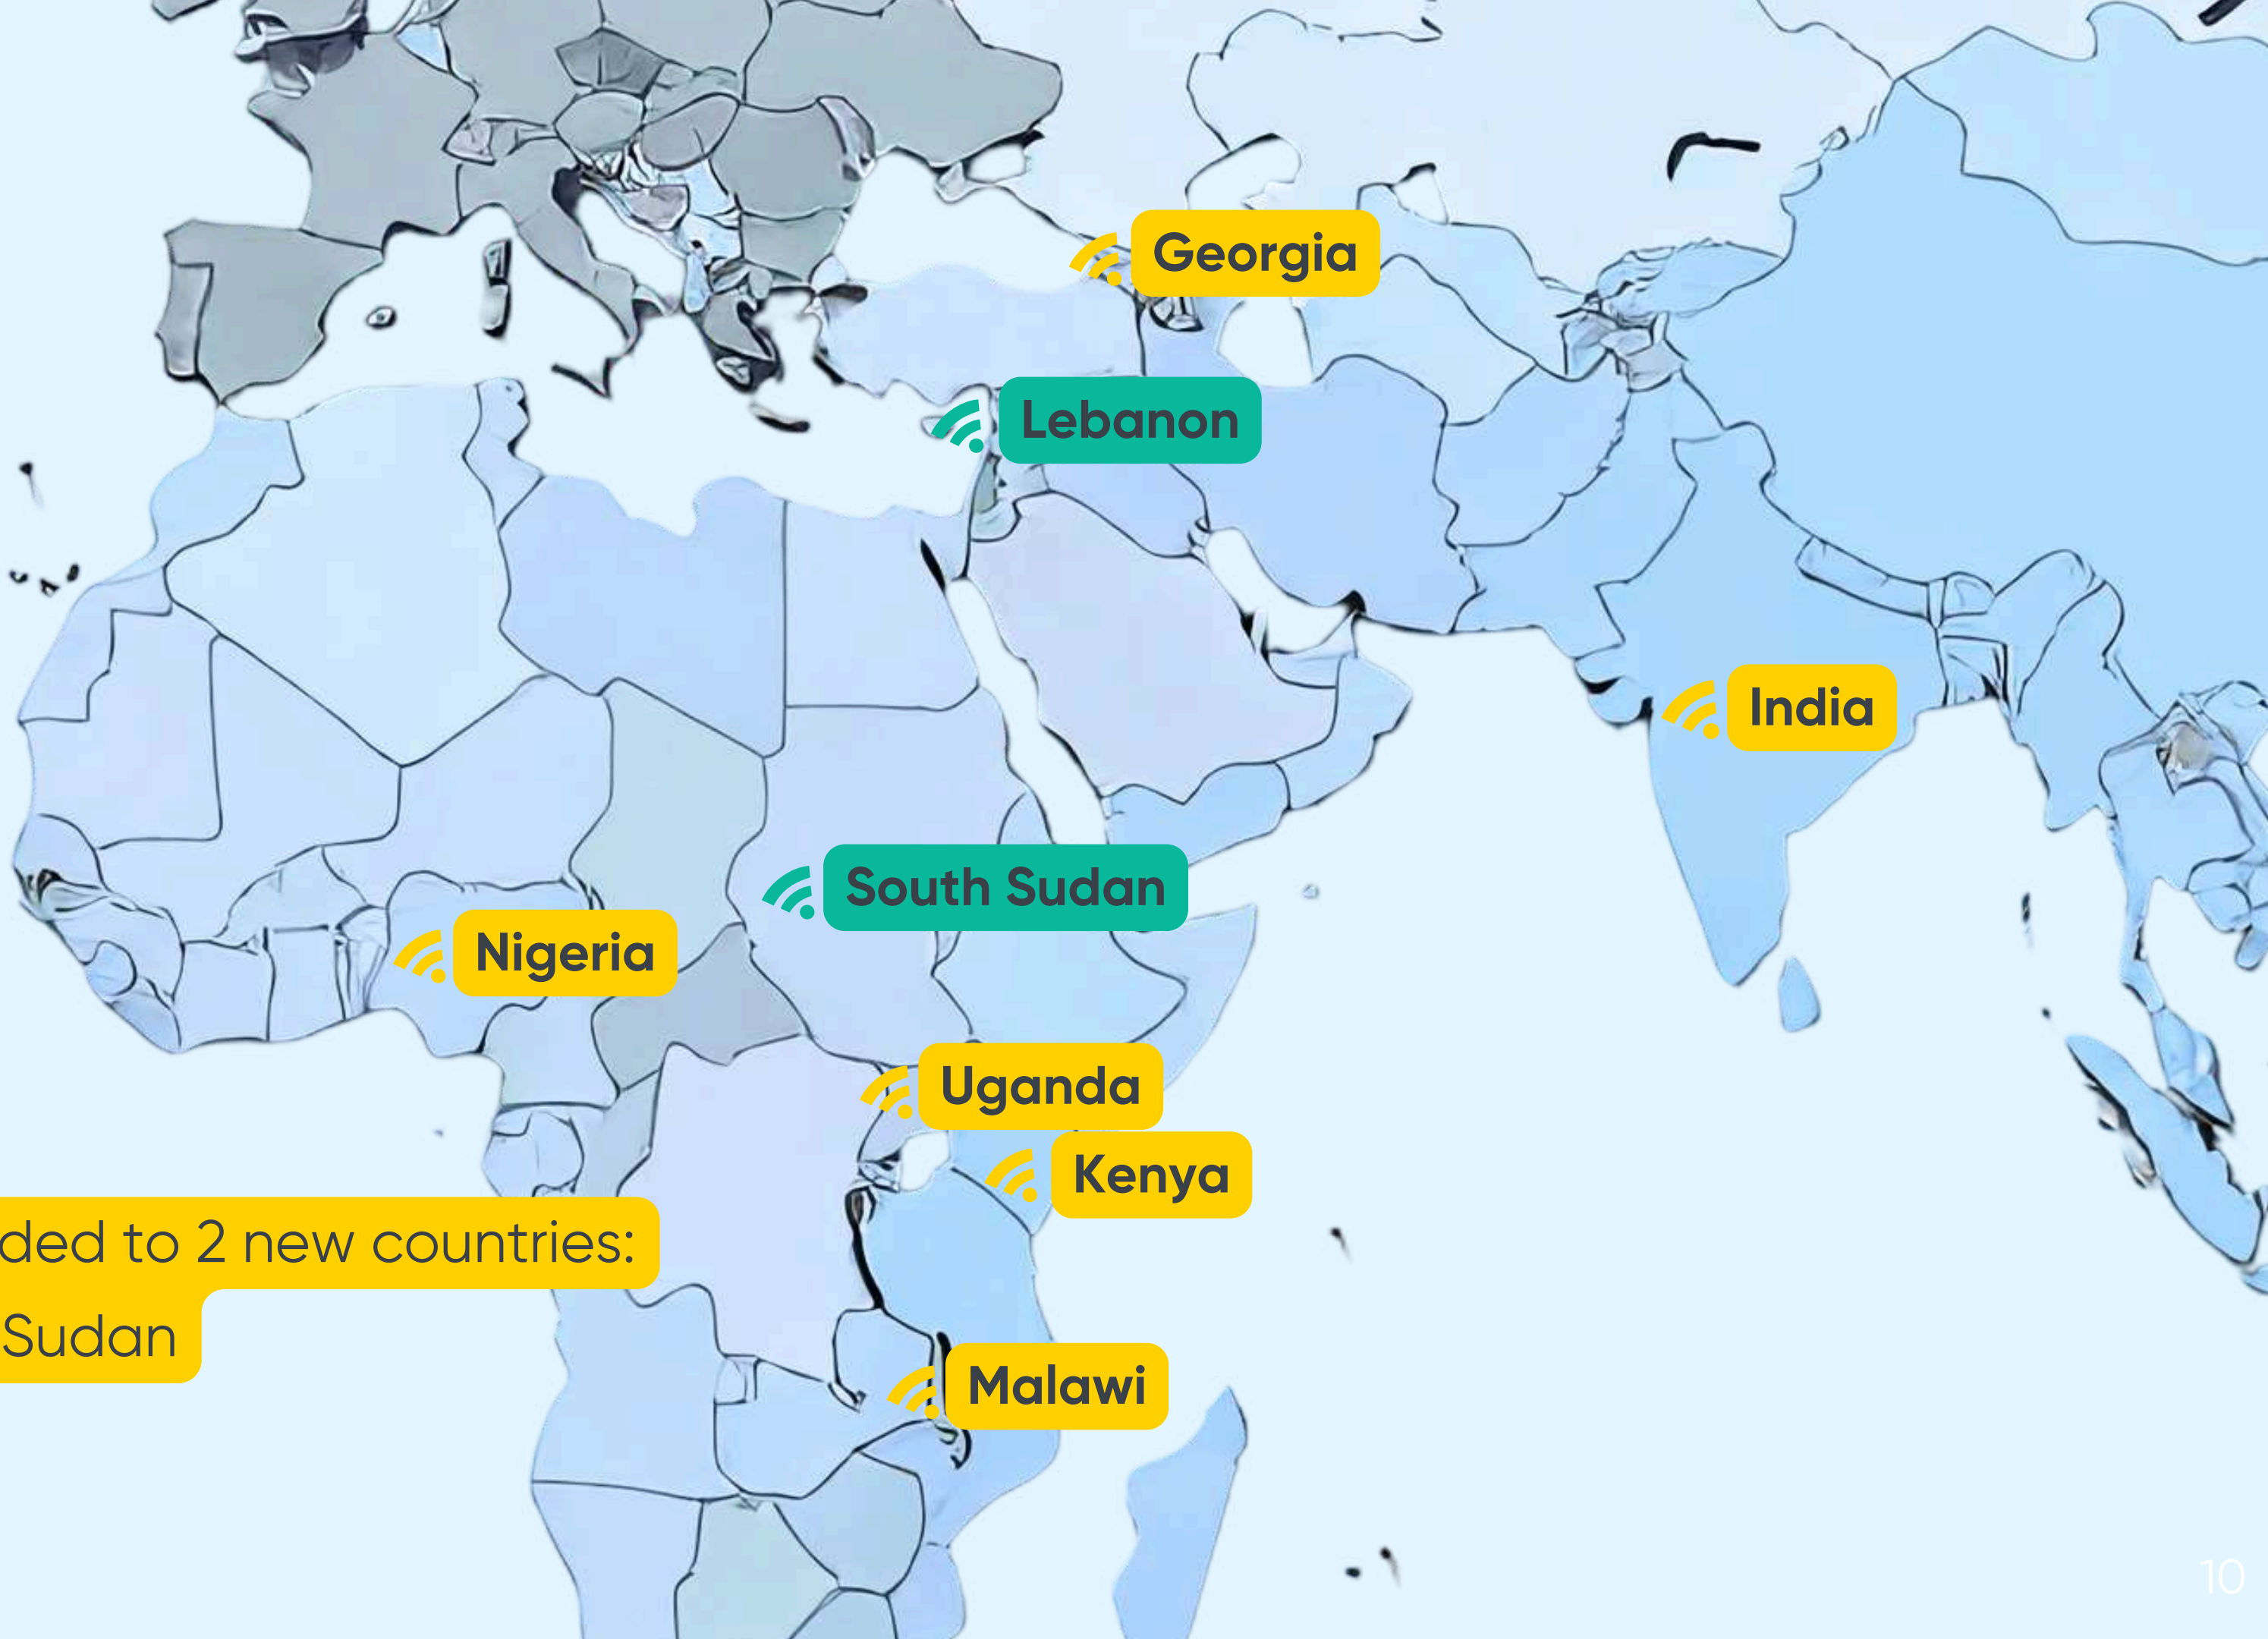 Georgia
Lebanon
India
South Sudan
Nigeria
Uganda
Kenya
ded to 2 new countries:
Sudan
Malawi
10